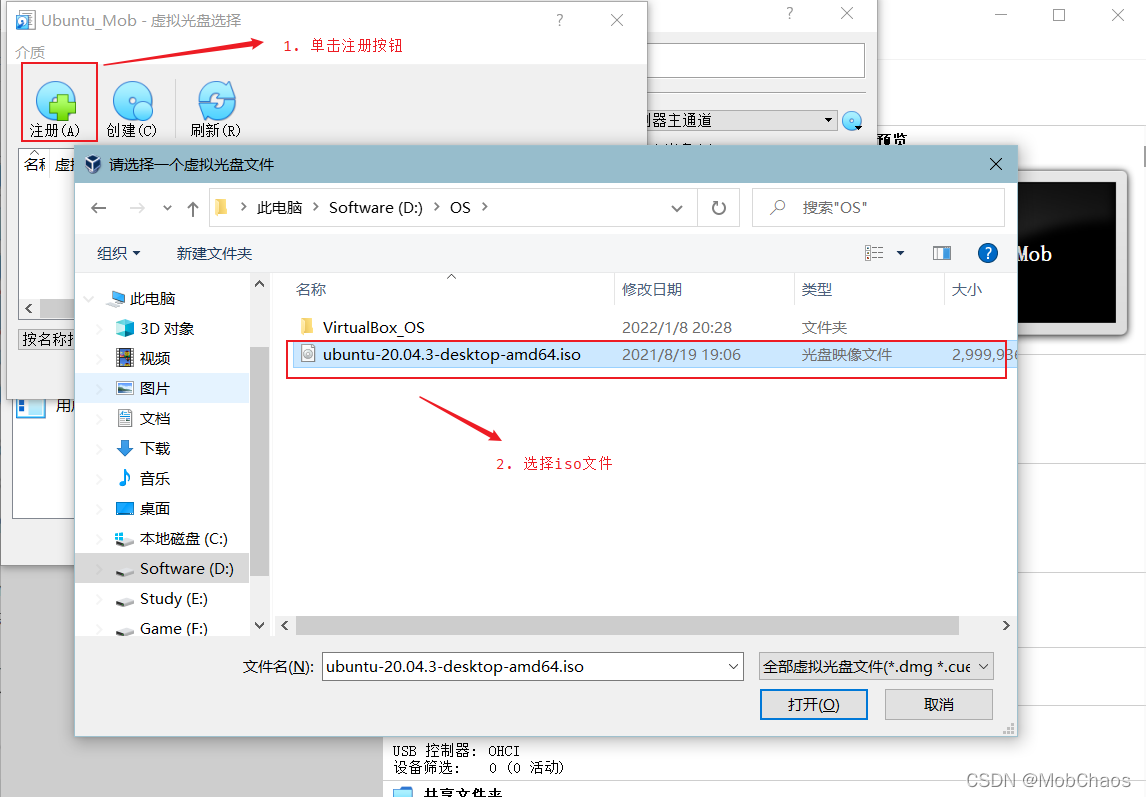 Ubuntu_Mob - 虚拟光盘选择
?
?
介质
1. 单击注册按钮
注册(A)
创建(C)
刷新(R)
器主通道
预览
名称
请选择一个虚拟光盘文件
此电脑 > Software (D:) > OS >
搜索"OS"
组织
新建文件夹
?
Mob
名称
修改日期
类型
大小
此电脑
3D 对象
视频
图片
文档
下载
音乐
桌面
本地磁盘 (C:)
Software (D:)
Study (E:)
Game (F:)
VirtualBox_OS
2022/1/8 20:28
文件夹
ubuntu-20.04.3-desktop-amd64.iso
2021/8/19 19:06
光盘映像文件
2,999,936
2. 选择iso文件
按名称
用户
文件名(N):
ubuntu-20.04.3-desktop-amd64.iso
全部虚拟光盘文件(*.dmg *.cue
打开(O)
取消
USB 控制器: OHCI
设备筛选: 0 (0 活动)
共享文件夹
CSDN @MobChaos